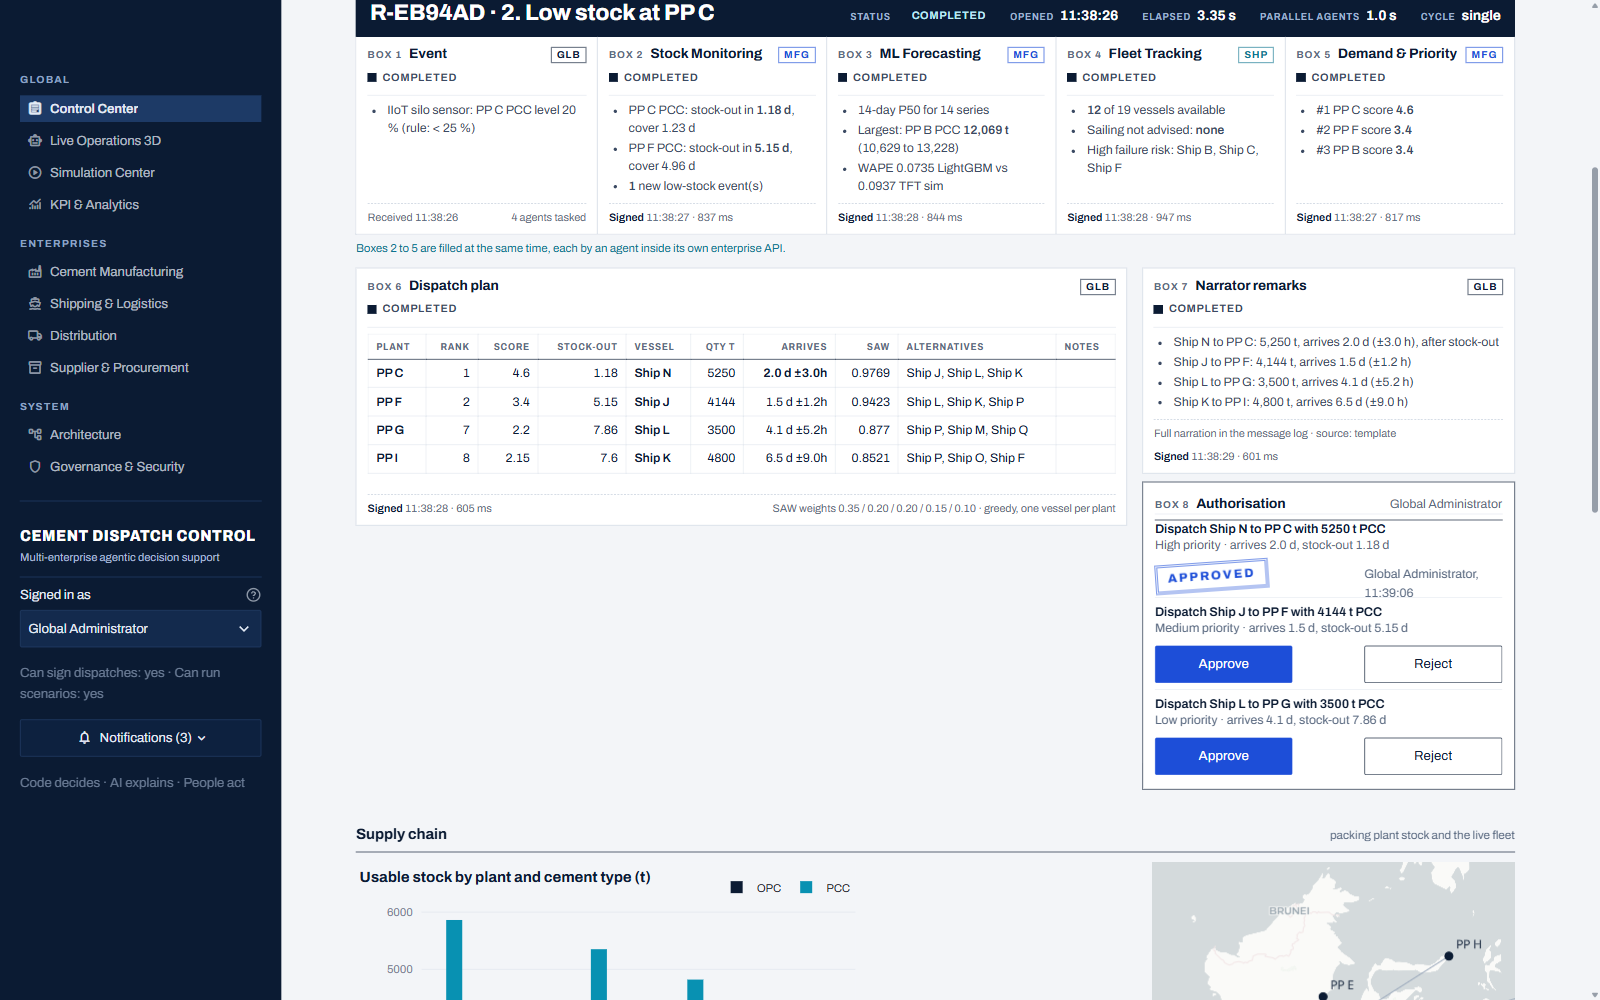 GLOBAL
Control Center
Live Operations 3D
Simulation Center
KPI & Analytics
ENTERPRISES
Cement Manufacturing
Shipping & Logistics
Distribution
Supplier & Procurement
SYSTEM
Architecture
Governance & Security
CEMENT DISPATCH CONTROL
Multi-enterprise agentic decision support
Signed in as
Global Administrator
Can sign dispatches: yes · Can run
scenarios: yes
Notifications (3)
Code decides · AI explains · People act
R-EB94AD · 2. Low stock at PP C
STATUS COMPLETED OPENED 11:38:26 ELAPSED 3.35 s PARALLEL AGENTS 1.0 s CYCLE single
BOX 1 Event GLB
COMPLETED
• IIoT silo sensor: PP C PCC level 20
% (rule: < 25 %)
Received 11:38:26 4 agents tasked
BOX 2 Stock Monitoring MFG
COMPLETED
• PP C PCC: stock-out in 1.18 d,
cover 1.23 d
• PP F PCC: stock-out in 5.15 d,
cover 4.96 d
• 1 new low-stock event(s)
Signed 11:38:27 · 837 ms
BOX 3 ML Forecasting MFG
COMPLETED
• 14-day P50 for 14 series
• Largest: PP B PCC 12,069 t
(10,629 to 13,228)
• WAPE 0.0735 LightGBM vs
0.0937 TFT sim
Signed 11:38:28 · 844 ms
BOX 4 Fleet Tracking SHP
COMPLETED
• 12 of 19 vessels available
• Sailing not advised: none
• High failure risk: Ship B, Ship C,
Ship F
Signed 11:38:28 · 947 ms
BOX 5 Demand & Priority MFG
COMPLETED
• #1 PP C score 4.6
• #2 PP F score 3.4
• #3 PP B score 3.4
Signed 11:38:27 · 817 ms
Boxes 2 to 5 are filled at the same time, each by an agent inside its own enterprise API.
BOX 6 Dispatch plan GLB
COMPLETED
PLANT RANK SCORE STOCK-OUT VESSEL QTY T ARRIVES SAW ALTERNATIVES NOTES
PP C 1 4.6 1.18 Ship N 5250 2.0 d ±3.0h 0.9769 Ship J, Ship L, Ship K
PP F 2 3.4 5.15 Ship J 4144 1.5 d ±1.2h 0.9423 Ship L, Ship K, Ship P
PP G 7 2.2 7.86 Ship L 3500 4.1 d ±5.2h 0.877 Ship P, Ship M, Ship Q
PP I 8 2.15 7.6 Ship K 4800 6.5 d ±9.0h 0.8521 Ship P, Ship O, Ship F
Signed 11:38:28 · 605 ms SAW weights 0.35 / 0.20 / 0.20 / 0.15 / 0.10 · greedy, one vessel per plant
BOX 7 Narrator remarks GLB
COMPLETED
• Ship N to PP C: 5,250 t, arrives 2.0 d (±3.0 h), after stock-out
• Ship J to PP F: 4,144 t, arrives 1.5 d (±1.2 h)
• Ship L to PP G: 3,500 t, arrives 4.1 d (±5.2 h)
• Ship K to PP I: 4,800 t, arrives 6.5 d (±9.0 h)
Full narration in the message log · source: template
Signed 11:38:29 · 601 ms
BOX 8 Authorisation Global Administrator
Dispatch Ship N to PP C with 5250 t PCC
High priority · arrives 2.0 d, stock-out 1.18 d
APPROVED
Global Administrator,
11:39:06
Dispatch Ship J to PP F with 4144 t PCC
Medium priority · arrives 1.5 d, stock-out 5.15 d
Approve Reject
Dispatch Ship L to PP G with 3500 t PCC
Low priority · arrives 4.1 d, stock-out 7.86 d
Approve Reject
Supply chain packing plant stock and the live fleet
Usable stock by plant and cement type (t)
OPC PCC
6000
5000
BRUNEI
PP H
PP E